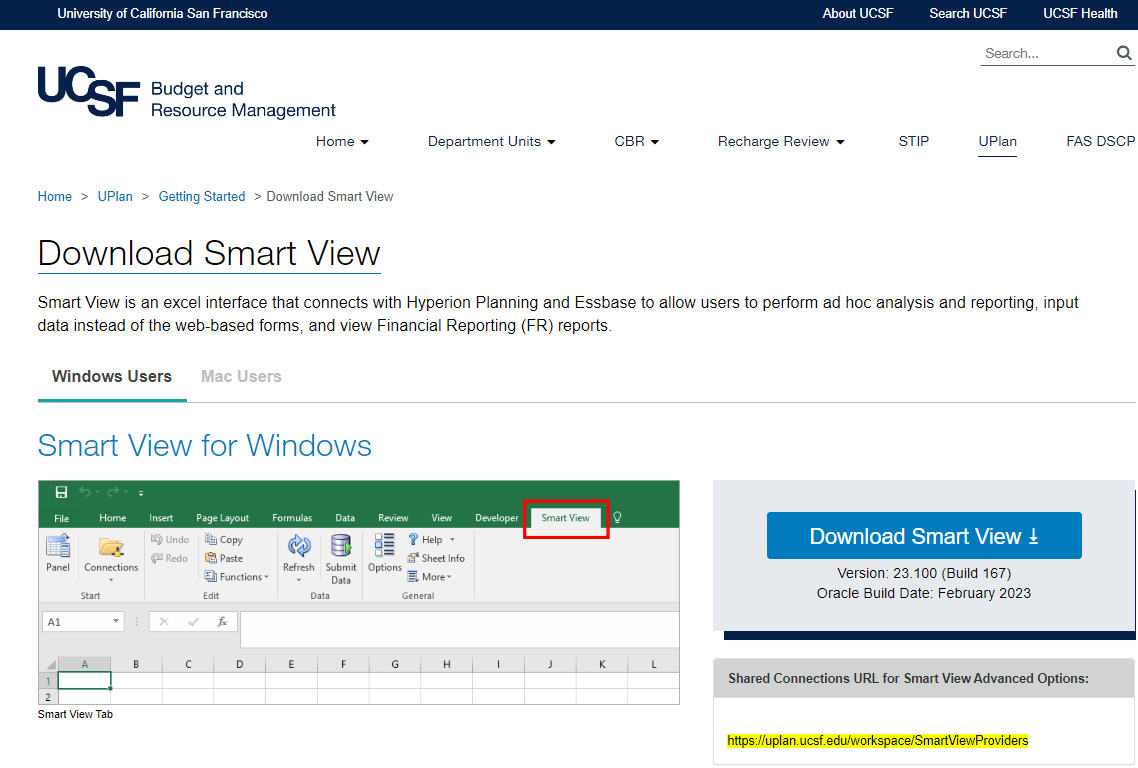 University of California San Francisco
About UCSF
Search UCSF
UCSF Health
Search...
UCSF
Budget and
Resource Management
Home
Department Units
CBR
Recharge Review
STIP
UPlan
FAS DSCP
Home > UPlan > Getting Started > Download Smart View
Download Smart View
Smart View is an excel interface that connects with Hyperion Planning and Essbase to allow users to perform ad hoc analysis and reporting, input
data instead of the web-based forms, and view Financial Reporting (FR) reports.
Windows Users
Mac Users
Smart View for Windows
File Home Insert Page Layout Formulas Data Review View Developer Smart View
Panel
Connections
Start
Undo
Redo
Copy
Paste
Functions
Edit
Refresh
Submit
Data
Data
Options
Help
Sheet Info
More
General
A1
fx
A B C D E F G H I J K L
1
2
Smart View Tab
Download Smart View
Version: 23.100 (Build 167)
Oracle Build Date: February 2023
Shared Connections URL for Smart View Advanced Options:
https://uplan.ucsf.edu/workspace/SmartViewProviders